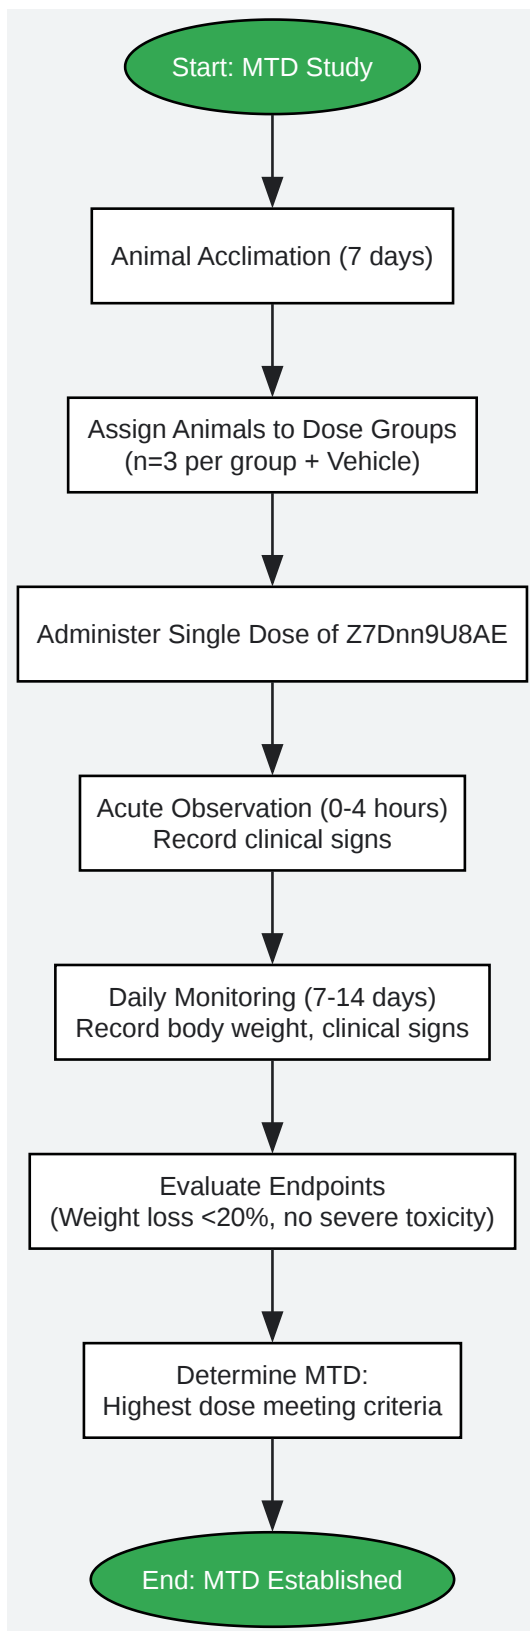 Start: MTD Study
Animal Acclimation (7 days)
Assign Animals to Dose Groups
(n=3 per group + Vehicle)
Administer Single Dose of Z7Dnn9U8AE
Acute Observation (0-4 hours)
Record clinical signs
Daily Monitoring (7-14 days)
Record body weight, clinical signs
Evaluate Endpoints
(Weight loss <20%, no severe toxicity)
Determine MTD:
Highest dose meeting criteria
End: MTD Established